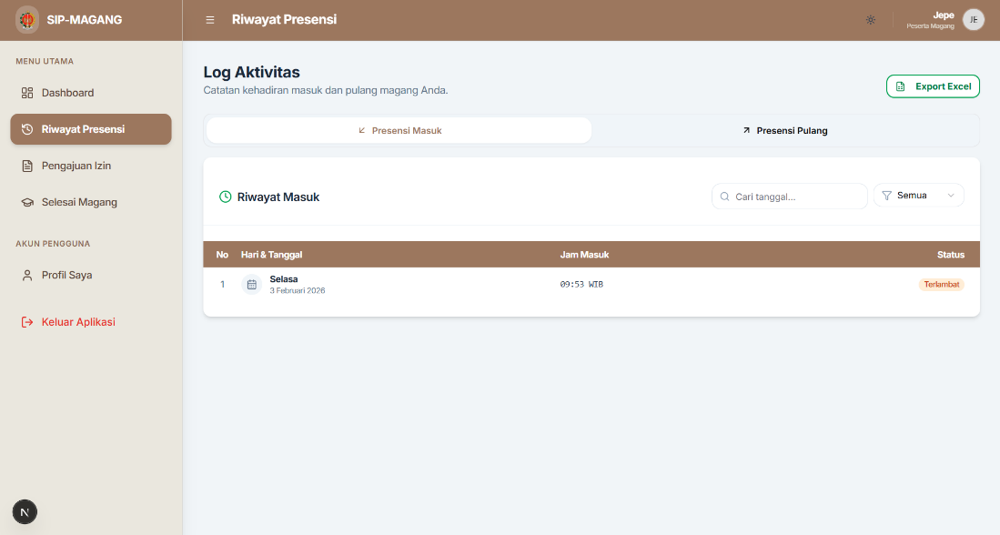 SIP-MAGANG
Riwayat Presensi
Jepe
Peserta Magang
JE
MENU UTAMA
Dashboard
Riwayat Presensi
Pengajuan Izin
Selesai Magang
AKUN PENGGUNA
Profil Saya
Keluar Aplikasi
N
Log Aktivitas
Catatan kehadiran masuk dan pulang magang Anda.
Export Excel
Presensi Masuk
Presensi Pulang
Riwayat Masuk
Cari tanggal...
Semua
No Hari & Tanggal Jam Masuk Status
1 Selasa 09:53 WIB Terlambat
3 Februari 2026